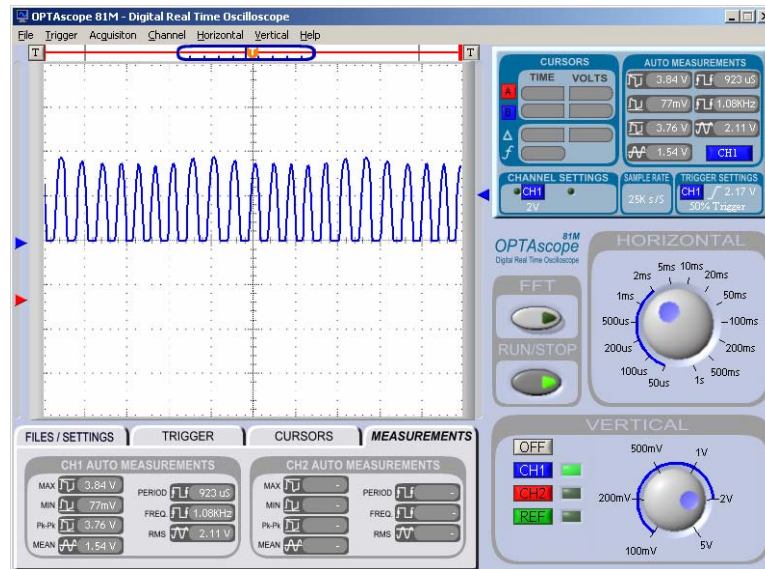 OPTAscope 81M - Digital Real Time Oscilloscope
File Trigger Acquisiton Channel Horizontal Vertical Help
T T T
CURSORS
TIME VOLTS
A
B
Δ
f
AUTO MEASUREMENTS
3.84 V 923 uS
77mV 1.08KHz
3.76 V 2.11 V
1.54 V CH1
CHANNEL SETTINGS
CH1
2V
SAMPLE RATE
25K s/S
TRIGGER SETTINGS
CH1 2.17 V
50% Trigger
81M
OPTAscope
Digital Real Time Oscilloscope
FFT
RUN/STOP
HORIZONTAL
50us
100us
200us
500us
1ms
2ms
5ms
10ms
20ms
50ms
100ms
200ms
500ms
1s
FILES / SETTINGS TRIGGER CURSORS MEASUREMENTS
CH1 AUTO MEASUREMENTS
MAX 3.84 V
MIN 77mV
Pk-Pk 3.76 V
MEAN 1.54 V
PERIOD 923 uS
FREQ. 1.08KHz
RMS 2.11 V
CH2 AUTO MEASUREMENTS
MAX -
MIN -
Pk-Pk -
MEAN -
PERIOD -
FREQ. -
RMS -
VERTICAL
OFF
CH1
CH2
REF
100mV
200mV
500mV
1V
2V
5V